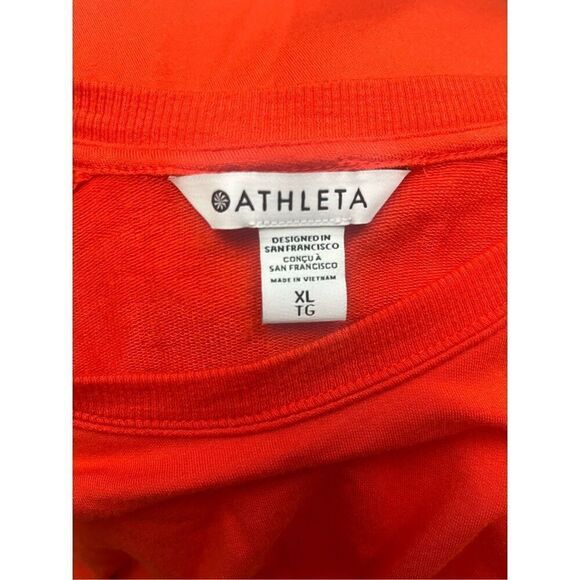 ATHLETA
DESIGNED IN
SAN FRANCISCO
CONÇU À
SAN FRANCISCO
MADE IN VIETNAM
XL
TG